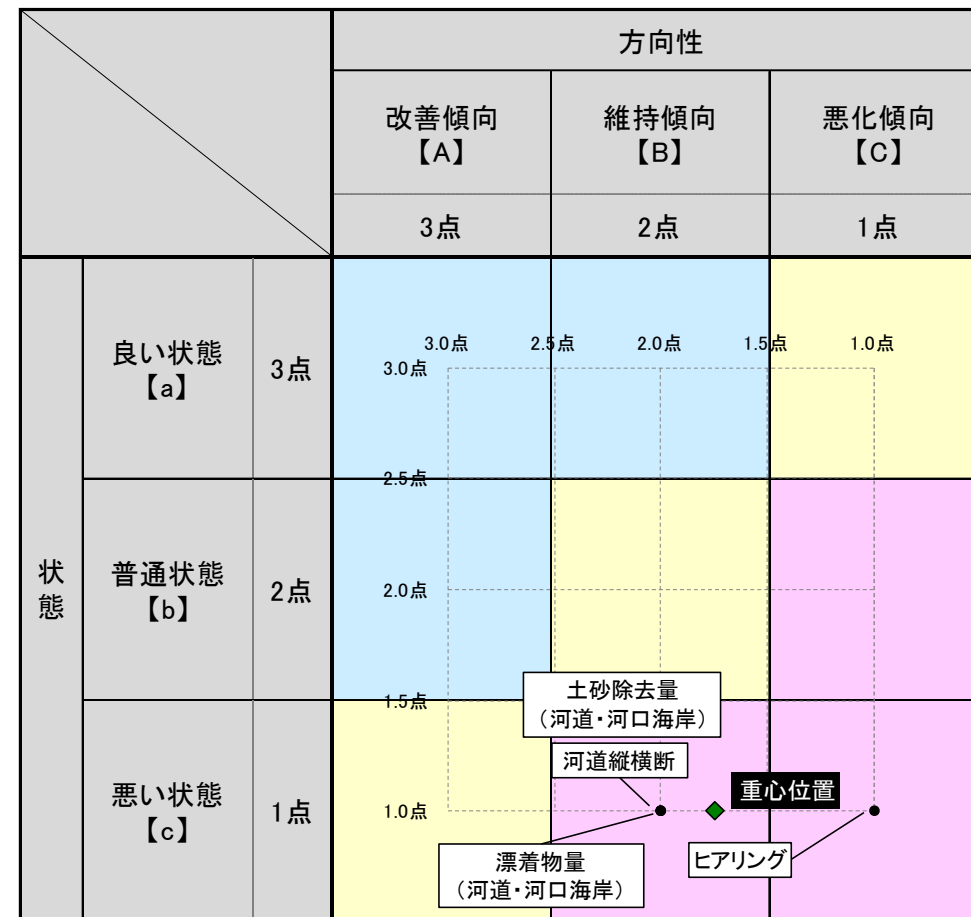 方向性
改善傾向
【A】
維持傾向
【B】
悪化傾向
【C】
3点
2点
1点
状態
良い状態
【a】
3点
3.0点
2.5点
2.0点
1.5点
1.0点
3.0点
2.5点
普通状態
【b】
2点
2.0点
1.5点
土砂除去量
（河道・河口海岸）
河道縦横断
悪い状態
【c】
1点
1.0点
重心位置
漂着物量
（河道・河口海岸）
ヒアリング